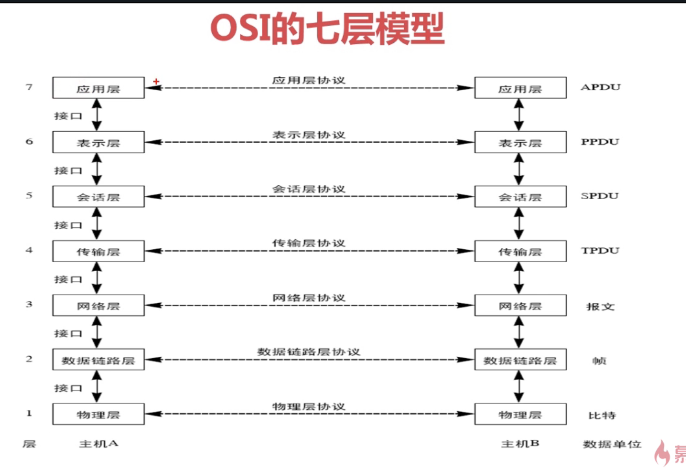 OSI的七层模型
7 应用层 应用层协议 应用层 APDU
接口
6 表示层 表示层协议 表示层 PPDU
接口
5 会话层 会话层协议 会话层 SPDU
接口
4 传输层 传输层协议 传输层 TPDU
接口
3 网络层 网络层协议 网络层 报文
接口
2 数据链路层 数据链路层协议 数据链路层 帧
接口
1 物理层 物理层协议 物理层 比特
层 主机A 主机B 数据单位